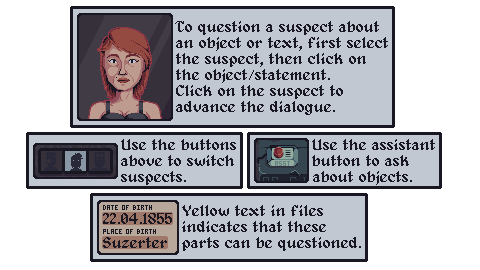 To question a suspect about
an object or text, first select
the suspect, then click on
the object/statement.
Click on the suspect to
advance the dialogue.
Use the buttons
above to switch
suspects.
Use the assistant
button to ask
about objects.
DATE OF BIRTH
22.04.1855
PLACE OF BIRTH
Suzerter
Yellow text in files
indicates that these
parts can be questioned.